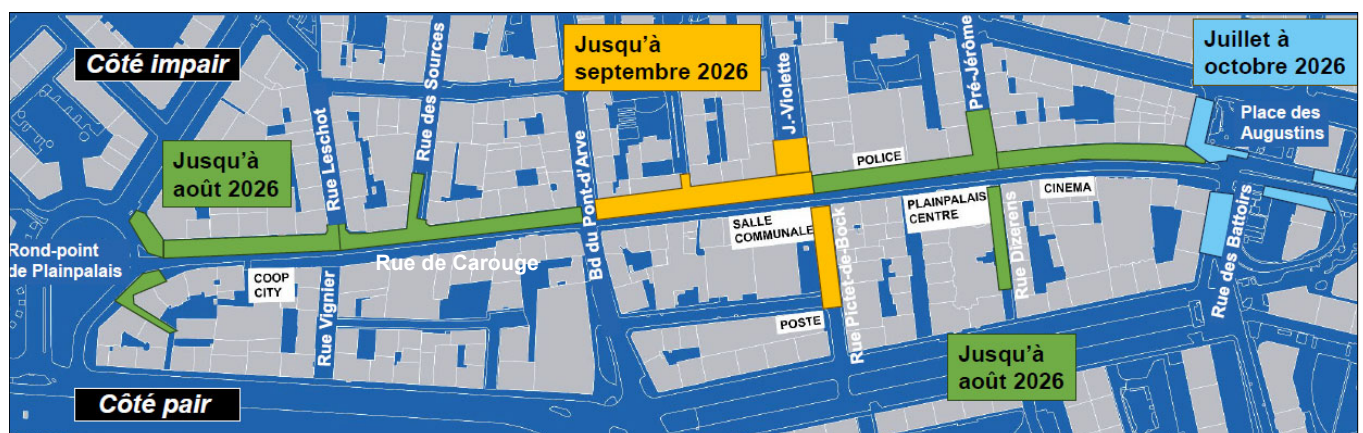 Côté impair
Jusqu'à
septembre 2026
Juillet à
octobre 2026
Rue des Sources
J.-Violette
Pré-Jérôme
Place des
Augustins
Jusqu'à
août 2026
Rue Leschot
Bd du Pont-d'Arve
POLICE
PLAINPALAIS
CENTRE
CINEMA
SALLE
COMMUNALE
Rond-point
de Plainpalais
Rue de Carouge
COOP
CITY
Rue Vignier
POSTE
Rue Pictet-de-Bock
Rue Dizerens
Rue des Battoirs
Jusqu'à
août 2026
Côté pair